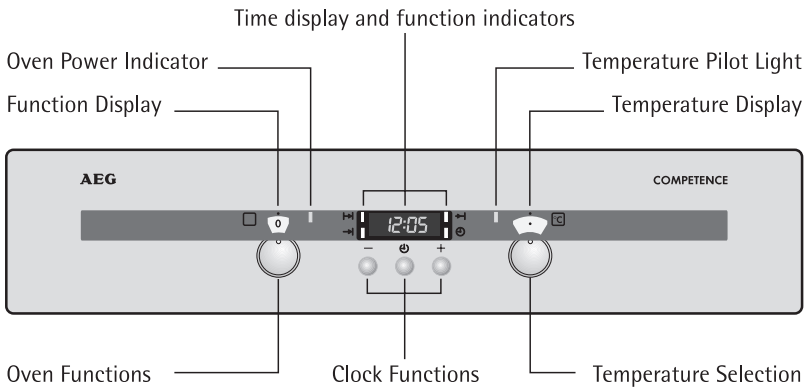 Time display and function indicators
Oven Power Indicator
Temperature Pilot Light
Function Display
Temperature Display
AEG
COMPETENCE
0
12:05
°C
− +
Oven Functions
Clock Functions
Temperature Selection